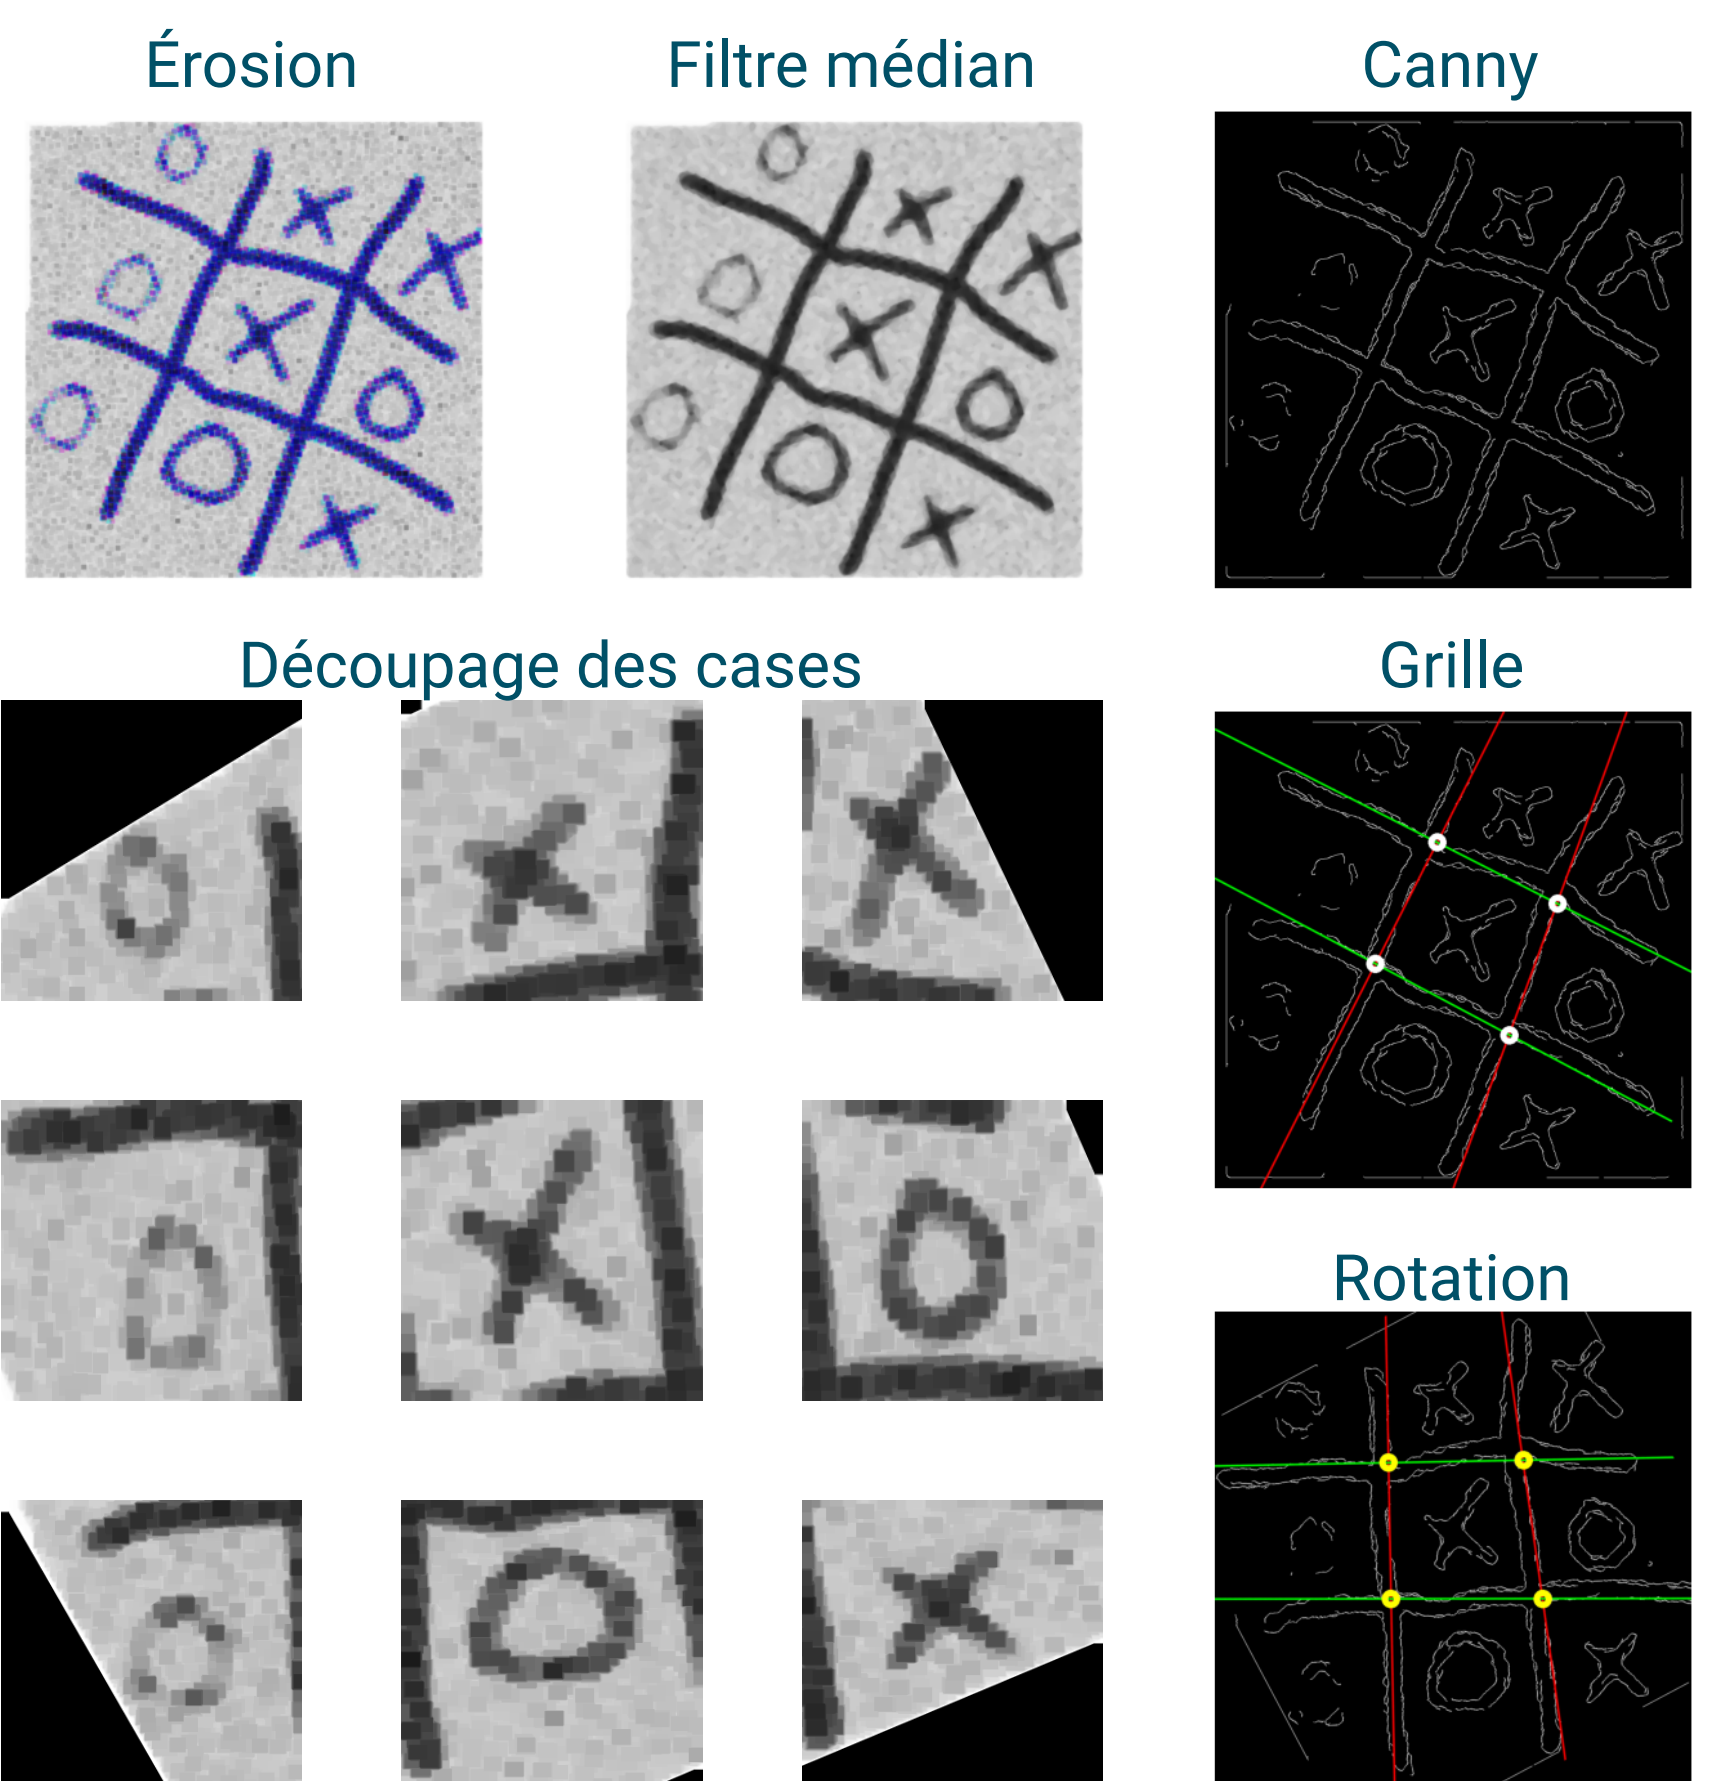 Érosion
Filtre médian
Canny
Découpage des cases
Grille
Rotation